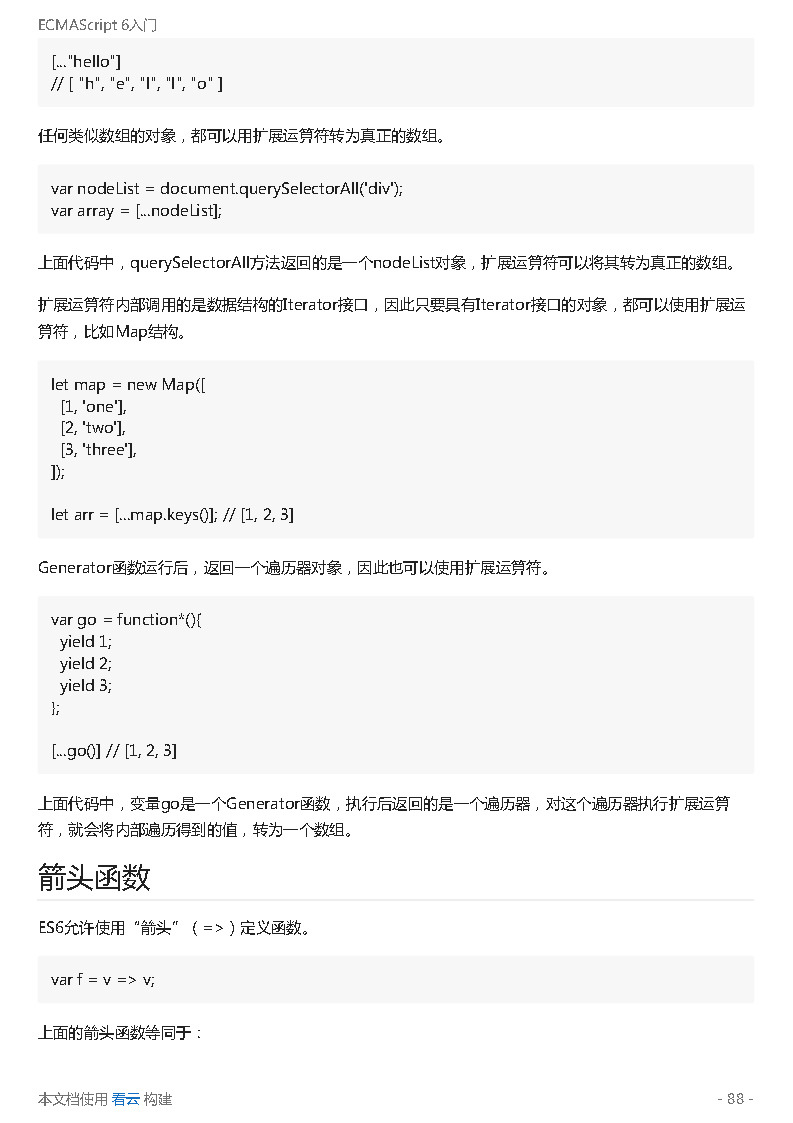 ECMAScript 6入门
[..."hello"]
// [ "h", "e", "l", "l", "o" ]
任何类似数组的对象，都可以用扩展运算符转为真正的数组。
var nodeList = document.querySelectorAll('div');
var array = [...nodeList];
上面代码中，querySelectorAll方法返回的是一个nodeList对象，扩展运算符可以将其转为真正的数组。
扩展运算符内部调用的是数据结构的Iterator接口，因此只要具有Iterator接口的对象，都可以使用扩展运
算符，比如Map结构。
let map = new Map([
  [1, 'one'],
  [2, 'two'],
  [3, 'three'],
]);
let arr = [...map.keys()]; // [1, 2, 3]
Generator函数运行后，返回一个遍历器对象，因此也可以使用扩展运算符。
var go = function*(){
  yield 1;
  yield 2;
  yield 3;
};
[...go()] // [1, 2, 3]
上面代码中，变量go是一个Generator函数，执行后返回的是一个遍历器，对这个遍历器执行扩展运算
符，就会将内部遍历得到的值，转为一个数组。
箭头函数
ES6允许使用“箭头”（=>）定义函数。
var f = v => v;
上面的箭头函数等同于：
本文档使用 看云 构建
- 88 -